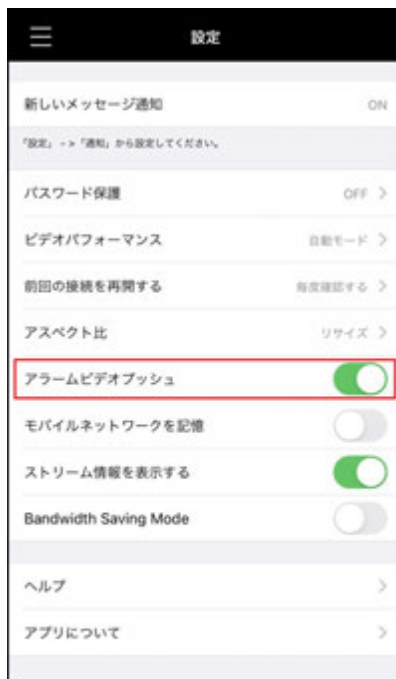 設定
新しいメッセージ通知 ON
「設定」->「通知」から設定してください。
パスワード保護 OFF
ビデオパフォーマンス 自動モード
前回の接続を再開する 毎度確認する
アスペクト比 リサイズ
アラームビデオプッシュ
モバイルネットワークを記憶
ストリーム情報を表示する
Bandwidth Saving Mode
ヘルプ
アプリについて